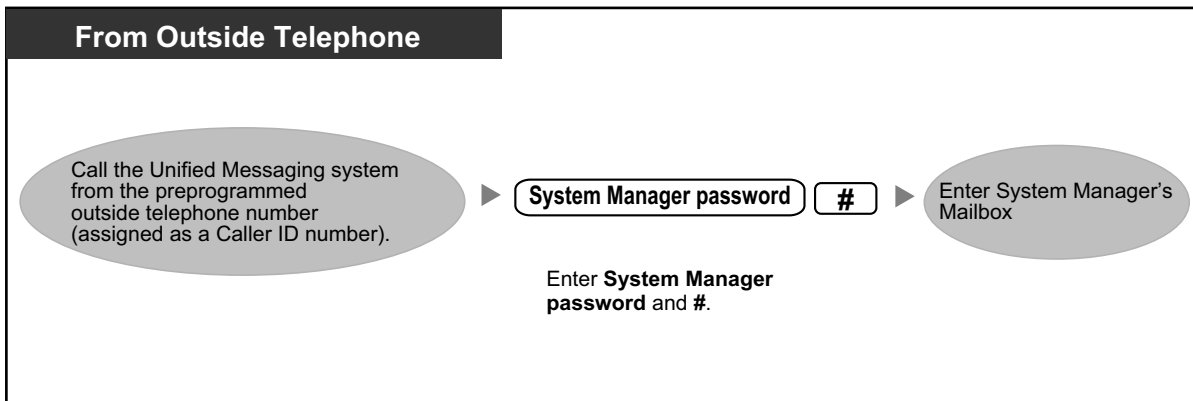 From Outside Telephone
Call the Unified Messaging system
from the preprogrammed
outside telephone number
(assigned as a Caller ID number).
System Manager password
#
Enter System Manager
password and #.
Enter System Manager’s
Mailbox